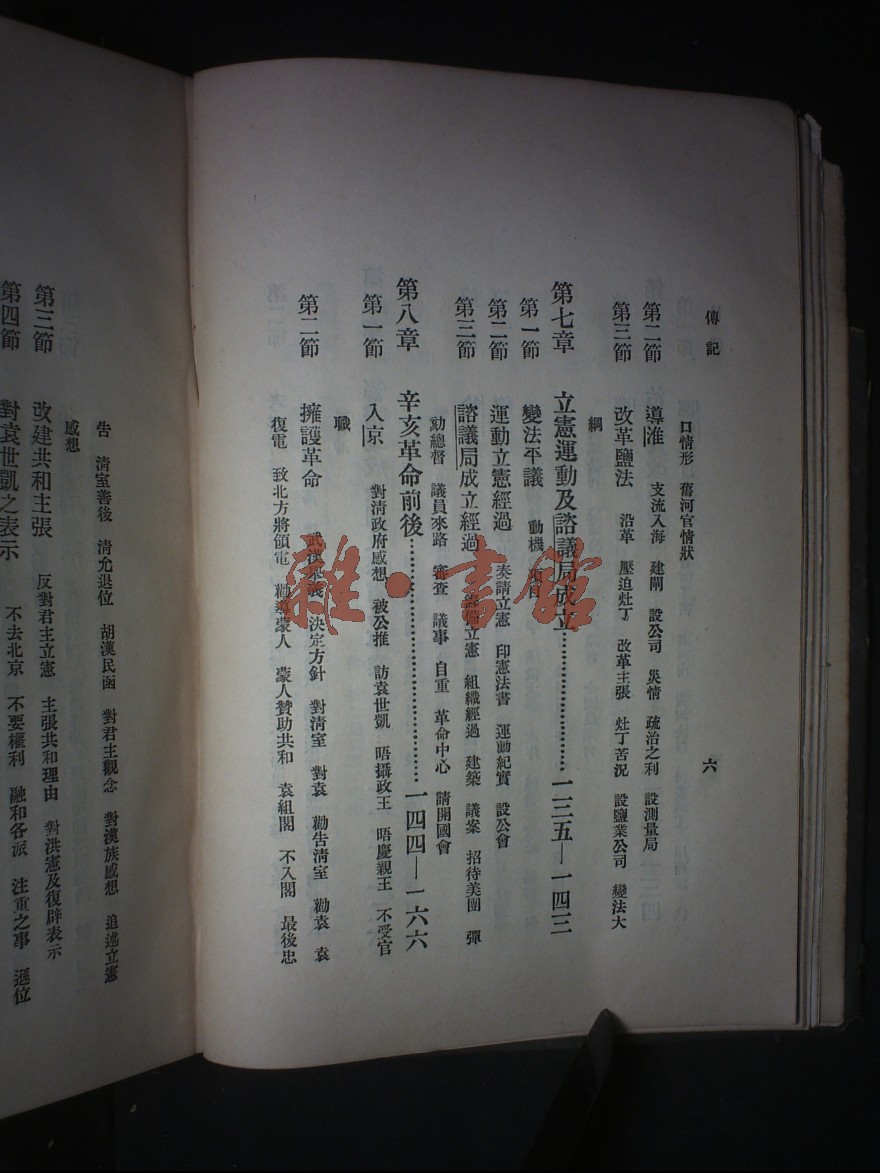 傳記
六
口情形　舊河官情狀
第二節　導淮　支流入海　建閘　設公司　災情　疏治之利　設測量局
第三節　改革鹽法　沿革　壓迫灶丁　改革主張　灶丁苦況　設鹽業公司　變法大
綱
第七章　立憲運動及諮議局成立……………………一三五—一四三
第一節　變法平議　動機　項目
第二節　運動立憲經過　奏請立憲　印憲法書　運動紀實　設公會
第三節　諮議局成立經過　立憲　組織經過　建築　議案　招待美團　彈
劾總督　議員來路　審查　議事　自重　革命中心　請開國會
第八章　辛亥革命前後……………………一四四—一六六
第一節　入京　對清政府感想　被公推　訪袁世凱　晤攝政王　晤慶親王　不受官
職
第二節　擁護革命　武漢舉義　決定方針　對清室　對袁　勸告清室　勸袁　袁
復電　致北方將領電　勸導蒙人　蒙人贊助共和　袁組閣　不入閣　最後忠
告　清室善後　清允退位　胡漢民函　對君主觀念　對漢族感想　追述立憲
感想
第三節　改建共和主張　反對君主立憲　主張共和理由　對洪憲及復辟表示
第四節　對袁世凱之表示　不去北京　不要權利　融和各派　注重之事　遜位
雜·書館